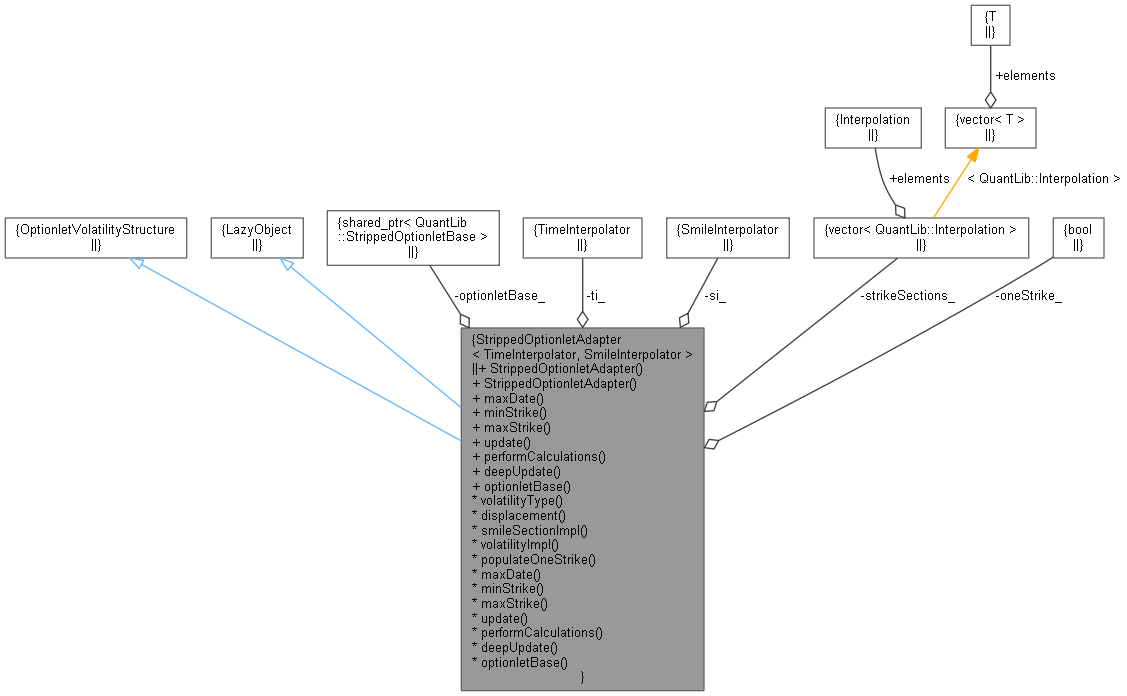 {T
||}
+elements
{Interpolation
||}
{vector< T >
||}
+elements
< QuantLib::Interpolation >
{OptionletVolatilityStructure
||}
{LazyObject
||}
{shared_ptr< QuantLib
::StrippedOptionletBase >
||}
{TimeInterpolator
||}
{SmileInterpolator
||}
{vector< QuantLib::Interpolation >
||}
{bool
||}
-optionletBase_
-ti_
-si_
-strikeSections_
-oneStrike_
{StrippedOptionletAdapter
< TimeInterpolator, SmileInterpolator >
||+ StrippedOptionletAdapter()
+ StrippedOptionletAdapter()
+ maxDate()
+ minStrike()
+ maxStrike()
+ update()
+ performCalculations()
+ deepUpdate()
+ optionletBase()
* volatilityType()
* displacement()
* smileSectionImpl()
* volatilityImpl()
* populateOneStrike()
* maxDate()
* minStrike()
* maxStrike()
* update()
* performCalculations()
* deepUpdate()
* optionletBase()
}